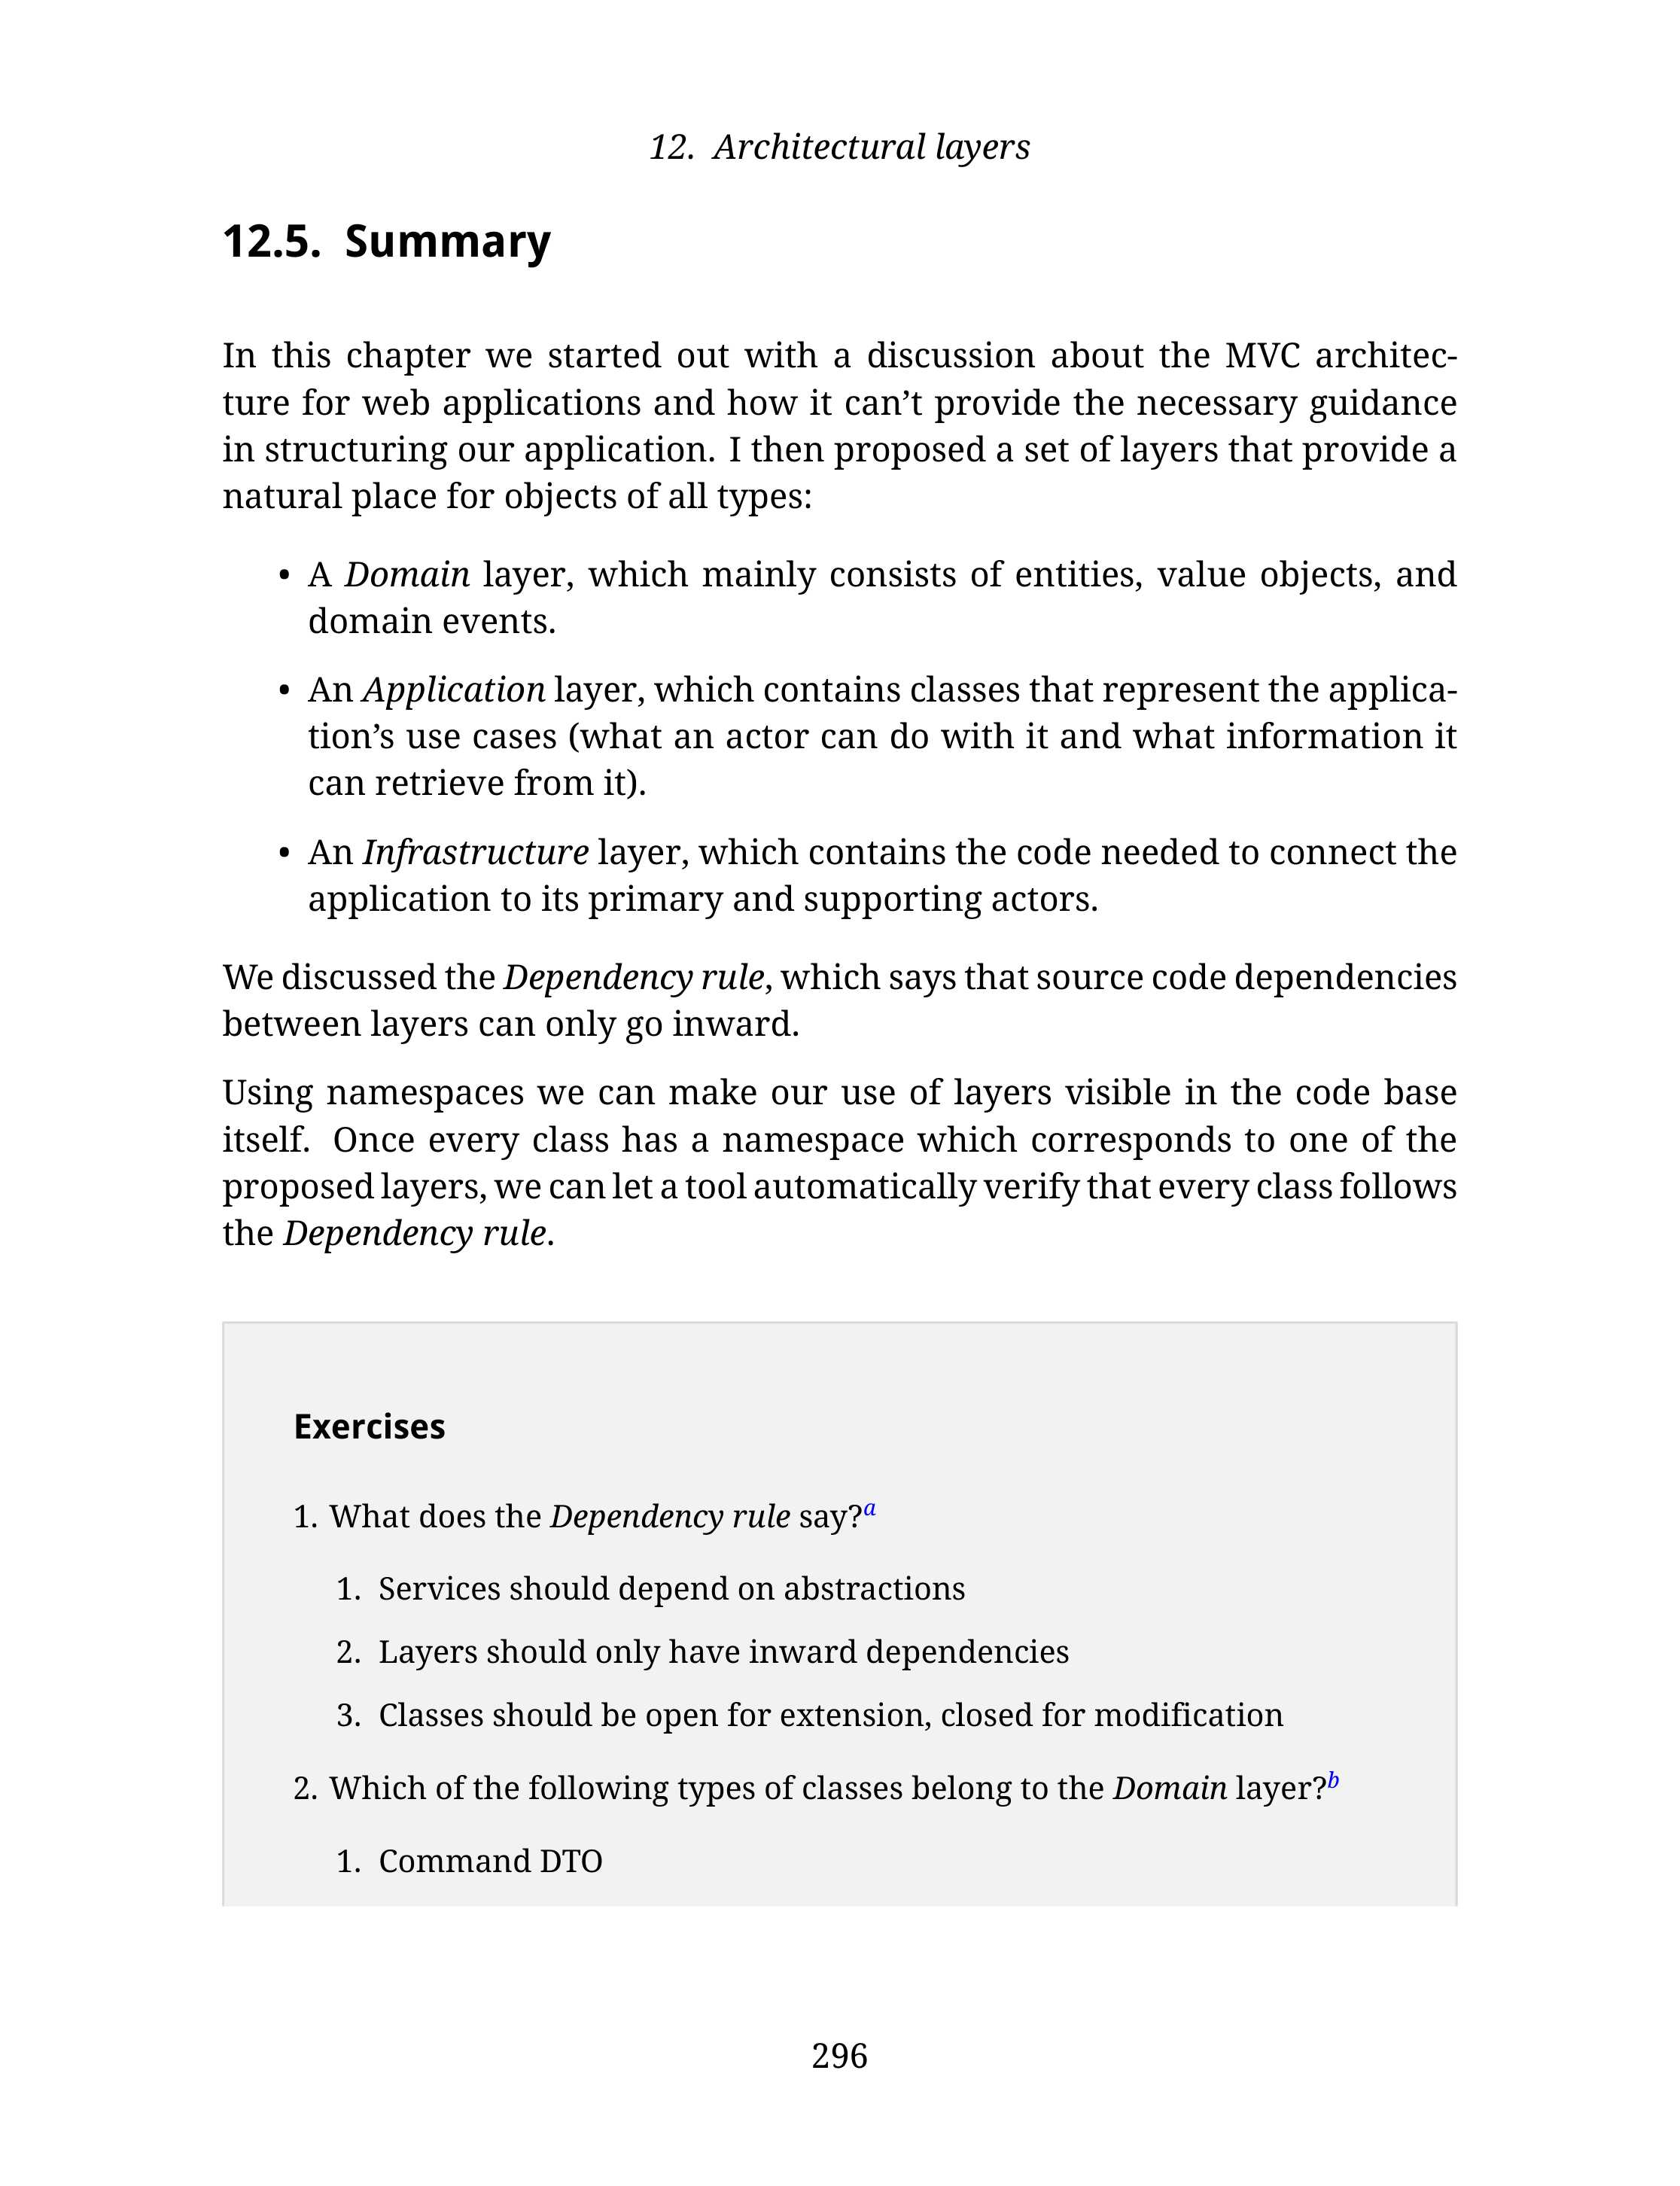 12. Architectural layers
12.5. Summary
In this chapter we started out with a discussion about the MVC architec-
ture for web applications and how it can’t provide the necessary guidance
in structuring our application. I then proposed a set of layers that provide a
natural place for objects of all types:
• A Domain layer, which mainly consists of entities, value objects, and
domain events.
• An Application layer, which contains classes that represent the applica-
tion’s use cases (what an actor can do with it and what information it
can retrieve from it).
• An Infrastructure layer, which contains the code needed to connect the
application to its primary and supporting actors.
We discussed the Dependency rule, which says that source code dependencies
between layers can only go inward.
Using namespaces we can make our use of layers visible in the code base
itself. Once every class has a namespace which corresponds to one of the
proposed layers, we can let a tool automatically verify that every class follows
the Dependency rule.
Exercises
1. What does the Dependency rule say?a
1. Services should depend on abstractions
2. Layers should only have inward dependencies
3. Classes should be open for extension, closed for modification
2. Which of the following types of classes belong to the Domain layer?b
1. Command DTO
296